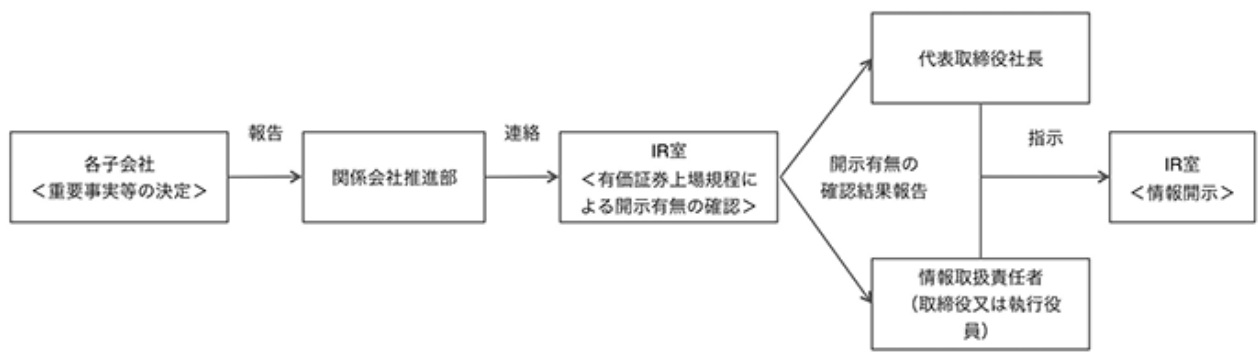 各子会社
＜重要事実等の決定＞
報告
関係会社推進部
連絡
IR室
＜有価証券上場規程に
よる開示有無の確認＞
開示有無の
確認結果報告
代表取締役社長
情報取扱責任者
（取締役又は執行役
員）
指示
IR室
＜情報開示＞